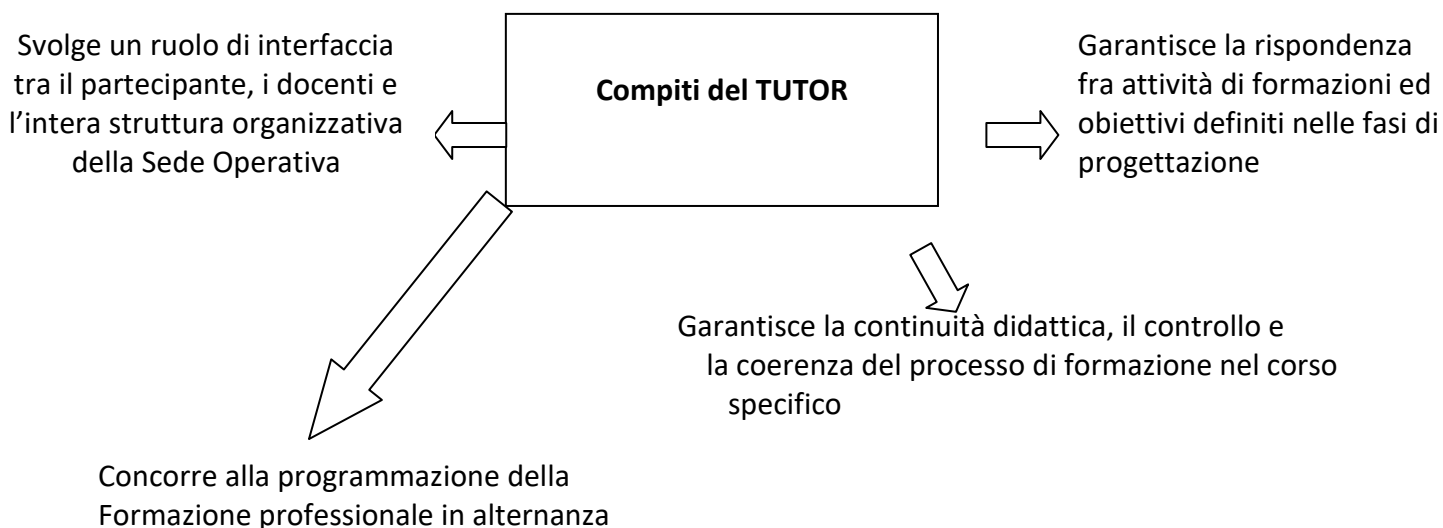 Svolge un ruolo di interfaccia
tra il partecipante, i docenti e
l’intera struttura organizzativa
della Sede Operativa
Compiti del TUTOR
Garantisce la rispondenza
fra attività di formazioni ed
obiettivi definiti nelle fasi di
progettazione
Garantisce la continuità didattica, il controllo e
la coerenza del processo di formazione nel corso
specifico
Concorre alla programmazione della
Formazione professionale in alternanza